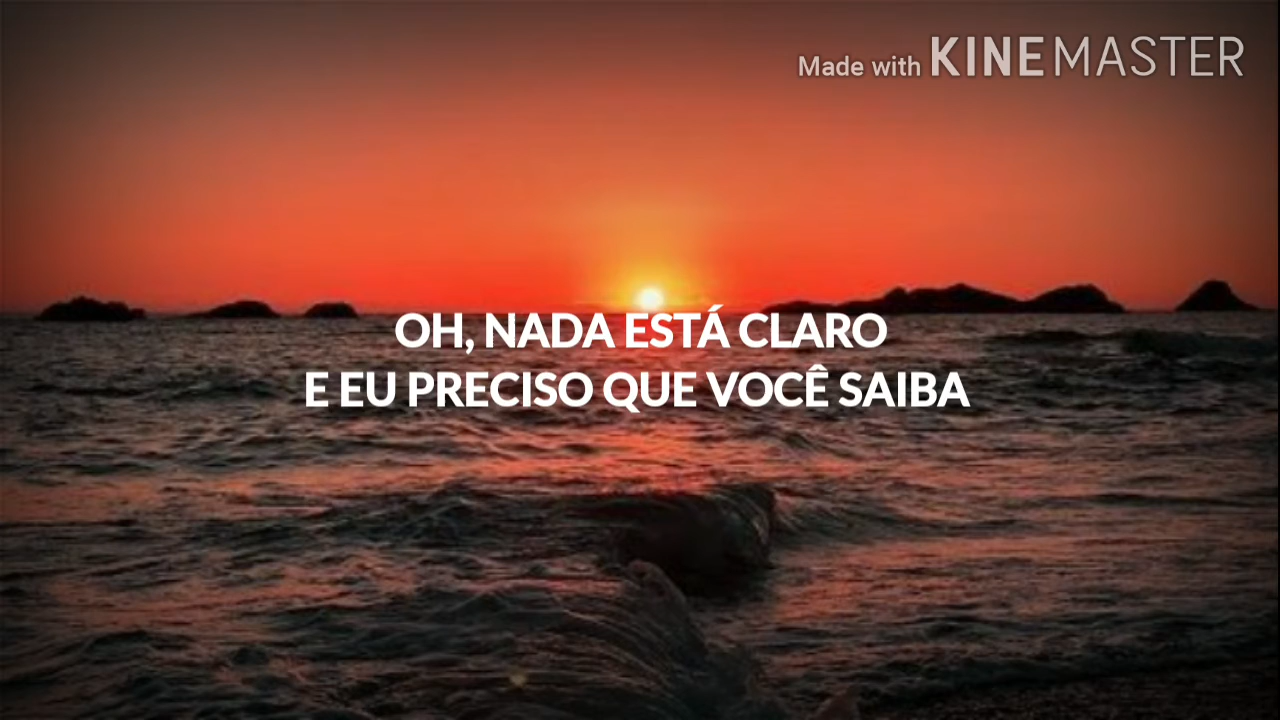 Made with KINEMASTER
OH, NADA ESTÁ CLARO
E EU PRECISO QUE VOCÊ SAIBA